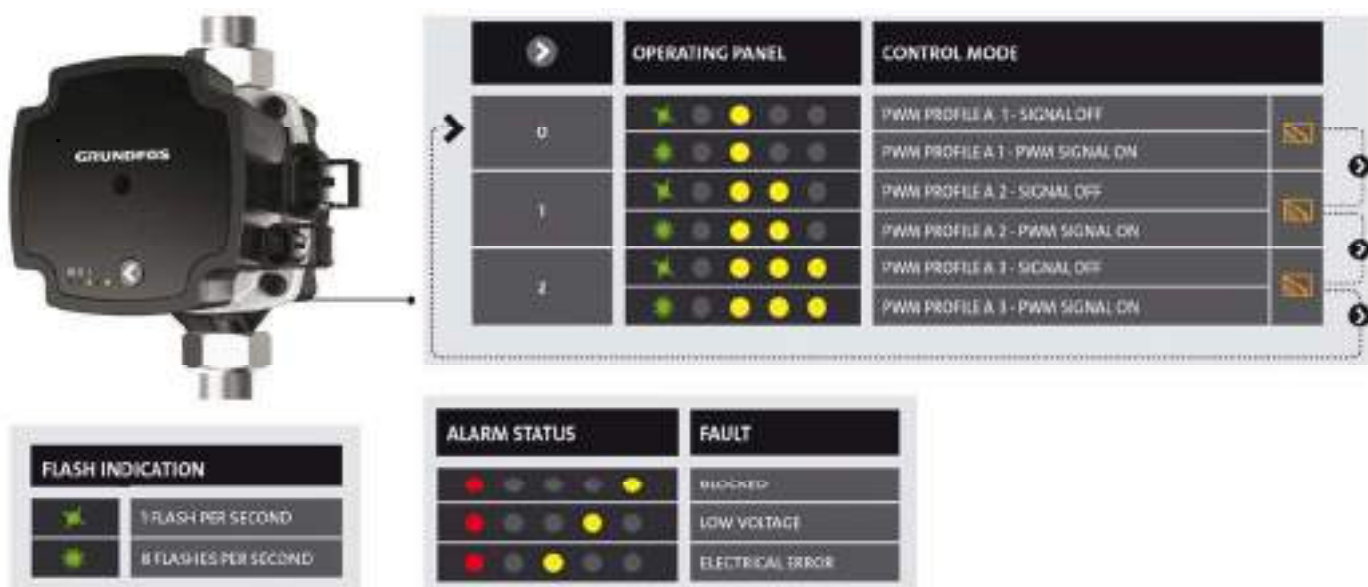 GRUNDFOS
OPERATING PANEL
CONTROL MODE
0
PWM PROFILE A 1 - SIGNAL OFF
PWM PROFILE A 1 - PWM SIGNAL ON
1
PWM PROFILE A 2 - SIGNAL OFF
PWM PROFILE A 2 - PWM SIGNAL ON
2
PWM PROFILE A 3 - SIGNAL OFF
PWM PROFILE A 3 - PWM SIGNAL ON
FLASH INDICATION
1 FLASH PER SECOND
8 FLASHES PER SECOND
ALARM STATUS
FAULT
BLOCKED
LOW VOLTAGE
ELECTRICAL ERROR